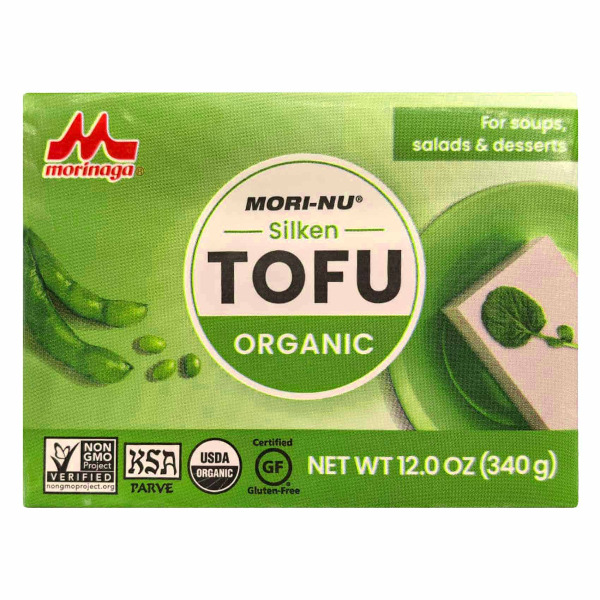 morinaga®
For soups,
salads & desserts
MORI-NU®
Silken
TOFU
ORGANIC
NON
GMO
Project
VERIFIED
nongmoproject.org
KSA
PARVE
USDA
ORGANIC
Certified
GF
Gluten-Free
NET WT 12.0 OZ (340 g)